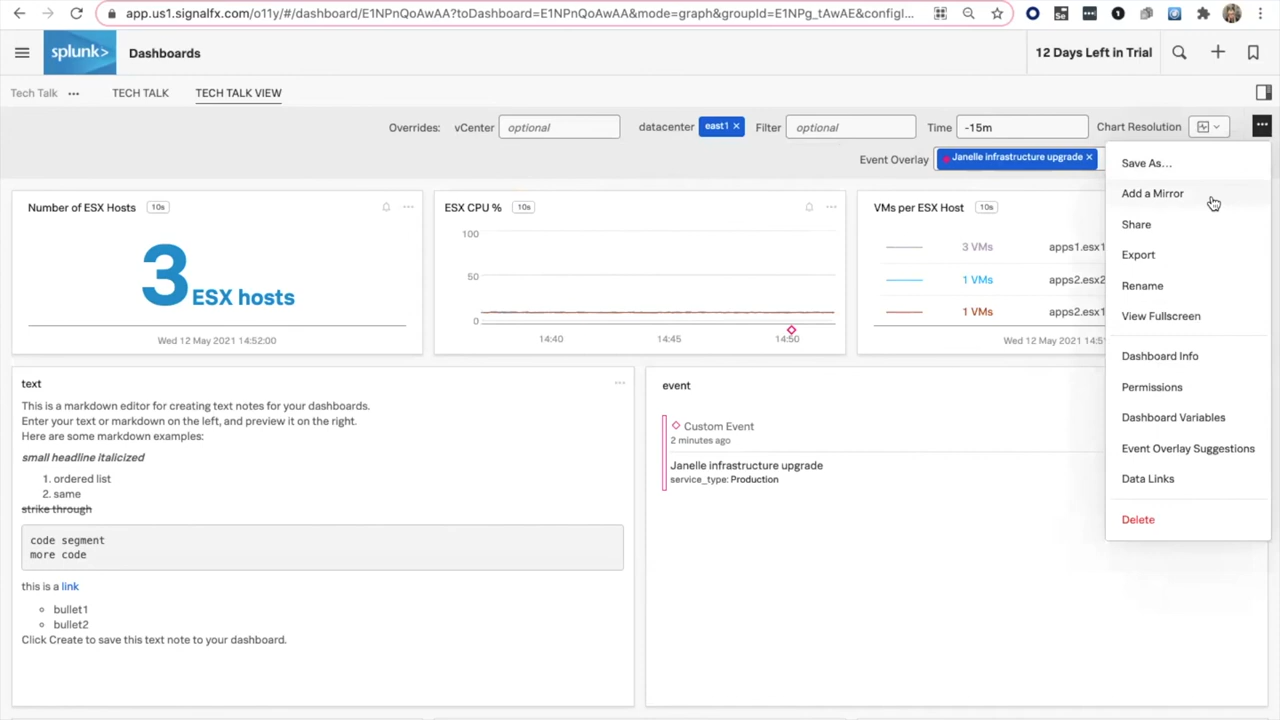 app.us1.signalfx.com/o11y/#/dashboard/E1NPnQoAwAA?toDashboard=E1NPnQoAwAA&mode=graph&groupId=E1NPg_tAwAE&configI...
splunk> Dashboards 12 Days Left in Trial
Tech Talk ••• TECH TALK TECH TALK VIEW
Overrides: vCenter optional datacenter east1 × Filter optional Time -15m Chart Resolution
Event Overlay Janelle infrastructure upgrade ×
Save As...
Add a Mirror
Share
Export
Rename
View Fullscreen
Dashboard Info
Permissions
Dashboard Variables
Event Overlay Suggestions
Data Links
Delete
Number of ESX Hosts 10s
3 ESX hosts
Wed 12 May 2021 14:52:00
ESX CPU % 10s
100
50
0
14:40 14:45 14:50
VMs per ESX Host 10s
3 VMs apps1.esx1
1 VMs apps2.esx2
1 VMs apps2.esx1
Wed 12 May 2021 14:51
text
This is a markdown editor for creating text notes for your dashboards.
Enter your text or markdown on the left, and preview it on the right.
Here are some markdown examples:
small headline italicized
1. ordered list
2. same
strike through
code segment
more code
this is a link
bullet1
bullet2
Click Create to save this text note to your dashboard.
event
Custom Event
2 minutes ago
Janelle infrastructure upgrade
service_type: Production